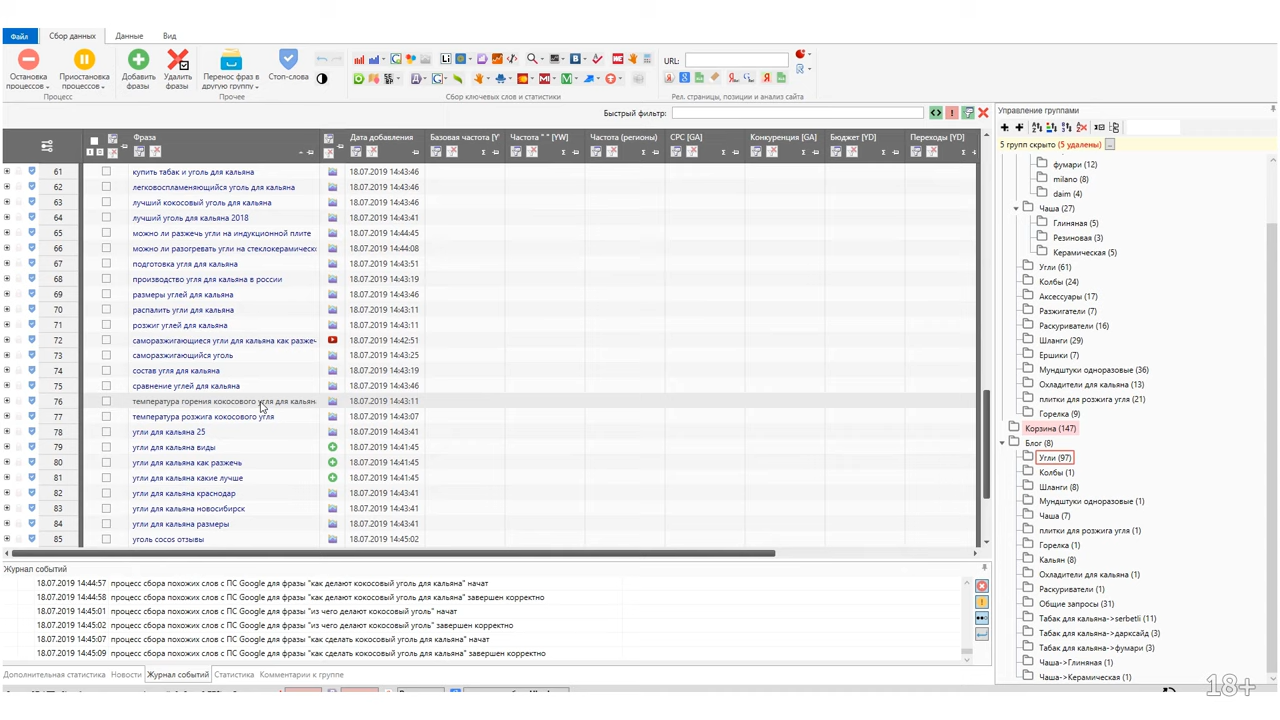 Файл Сбор данных Данные Вид
Остановка процессов Приостановка процессов Добавить фразы Удалить фразы Перенос фраз в другую группу Стоп-слова URL:
Процесс Прочее Сбор ключевых слов и статистики Рел. страницы, позиции и анализ сайта
Быстрый фильтр:
Управление группами
5 групп скрыто (5 удалены) ...
Фраза Дата добавления Базовая частота [Y Частота " " [YW] Частота (регионы) CPC [GA] Конкуренция [GA] Бюджет [YD] Переходы [YD]
61 купить табак и уголь для кальяна 18.07.2019 14:43:46
62 легковоспламеняющийся уголь для кальяна 18.07.2019 14:43:46
63 лучший кокосовый уголь для кальяна 18.07.2019 14:43:46
64 лучший уголь для кальяна 2018 18.07.2019 14:43:41
65 можно ли разжечь угли на индукционной плите 18.07.2019 14:44:45
66 можно ли разогревать угли на стеклокерамическо 18.07.2019 14:44:08
67 подготовка угля для кальяна 18.07.2019 14:43:51
68 производство угля для кальяна в россии 18.07.2019 14:43:19
69 размеры углей для кальяна 18.07.2019 14:43:46
70 распалить угли для кальяна 18.07.2019 14:43:11
71 розжиг углей для кальяна 18.07.2019 14:43:11
72 саморазжигающиеся угли для кальяна как разжеч 18.07.2019 14:42:51
73 саморазжигающийся уголь 18.07.2019 14:43:25
74 состав угля для кальяна 18.07.2019 14:43:19
75 сравнение углей для кальяна 18.07.2019 14:43:46
76 температура горения кокосового угля для кальян 18.07.2019 14:43:11
77 температура розжига кокосового угля 18.07.2019 14:43:07
78 угли для кальяна 25 18.07.2019 14:43:41
79 угли для кальяна виды 18.07.2019 14:41:45
80 угли для кальяна как разжечь 18.07.2019 14:41:45
81 угли для кальяна какие лучше 18.07.2019 14:41:45
82 угли для кальяна краснодар 18.07.2019 14:43:41
83 угли для кальяна новосибирск 18.07.2019 14:43:41
84 угли для кальяна размеры 18.07.2019 14:43:41
85 уголь cocos отзывы 18.07.2019 14:45:02
фумари (12)
milano (8)
daim (4)
Чаша (27)
Глиняная (5)
Резиновая (3)
Керамическая (5)
Угли (61)
Колбы (24)
Аксессуары (17)
Разжигатели (7)
Раскуриватели (16)
Шланги (29)
Ершики (7)
Мундштуки одноразовые (36)
Охладители для кальяна (13)
плитки для розжига угля (21)
Горелка (9)
Корзина (147)
Блог (8)
Угли (97)
Колбы (1)
Шланги (8)
Мундштуки одноразовые (1)
Чаша (7)
плитки для розжига угля (1)
Горелка (1)
Кальян (8)
Охладители для кальяна (1)
Раскуриватели (1)
Общие запросы (31)
Табак для кальяна->serbetli (11)
Табак для кальяна->дарксайд (3)
Табак для кальяна->фумари (3)
Чаша->Глиняная (1)
Чаша->Керамическая (1)
Журнал событий
18.07.2019 14:44:57 процесс сбора похожих слов с ПС Google для фразы "как делают кокосовый уголь для кальяна" начат
18.07.2019 14:44:58 процесс сбора похожих слов с ПС Google для фразы "как делают кокосовый уголь для кальяна" завершен корректно
18.07.2019 14:45:01 процесс сбора похожих слов с ПС Google для фразы "из чего делают кокосовый уголь" начат
18.07.2019 14:45:02 процесс сбора похожих слов с ПС Google для фразы "из чего делают кокосовый уголь" завершен корректно
18.07.2019 14:45:07 процесс сбора похожих слов с ПС Google для фразы "как сделать кокосовый уголь для кальяна" начат
18.07.2019 14:45:09 процесс сбора похожих слов с ПС Google для фразы "как сделать кокосовый уголь для кальяна" завершен корректно
Дополнительная статистика Новости Журнал событий Статистика Комментарии к группе
18+